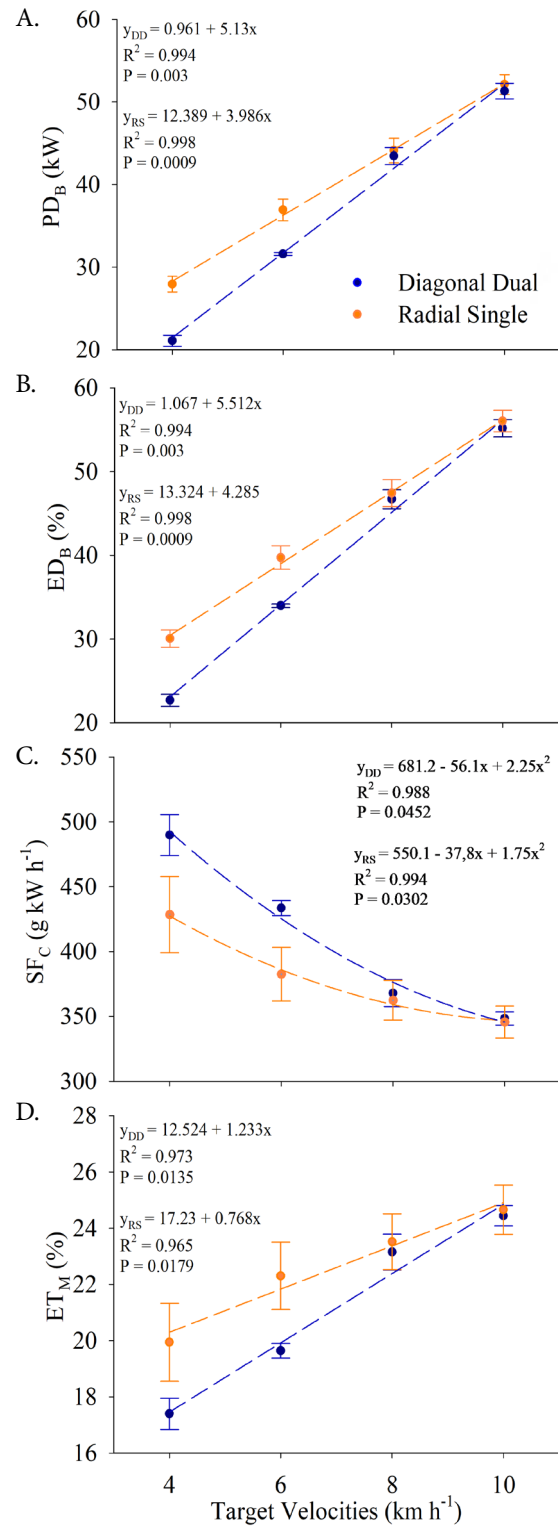 A.
y_DD = 0.961 + 5.13x
R² = 0.994
P = 0.003
y_RS = 12.389 + 3.986x
R² = 0.998
P = 0.0009
60
50
40
30
20
PD_B (kW)
Diagonal Dual
Radial Single
B.
y_DD = 1.067 + 5.512x
R² = 0.994
P = 0.003
y_RS = 13.324 + 4.285
R² = 0.998
P = 0.0009
60
50
40
30
20
ED_B (%)
C.
y_DD = 681.2 - 56.1x + 2.25x²
R² = 0.988
P = 0.0452
y_RS = 550.1 - 37,8x + 1.75x²
R² = 0.994
P = 0.0302
550
500
450
400
350
300
SF_C (g kW h⁻¹)
D.
y_DD = 12.524 + 1.233x
R² = 0.973
P = 0.0135
y_RS = 17.23 + 0.768x
R² = 0.965
P = 0.0179
28
26
24
22
20
18
16
ET_M (%)
4 6 8 10
Target Velocities (km h⁻¹)